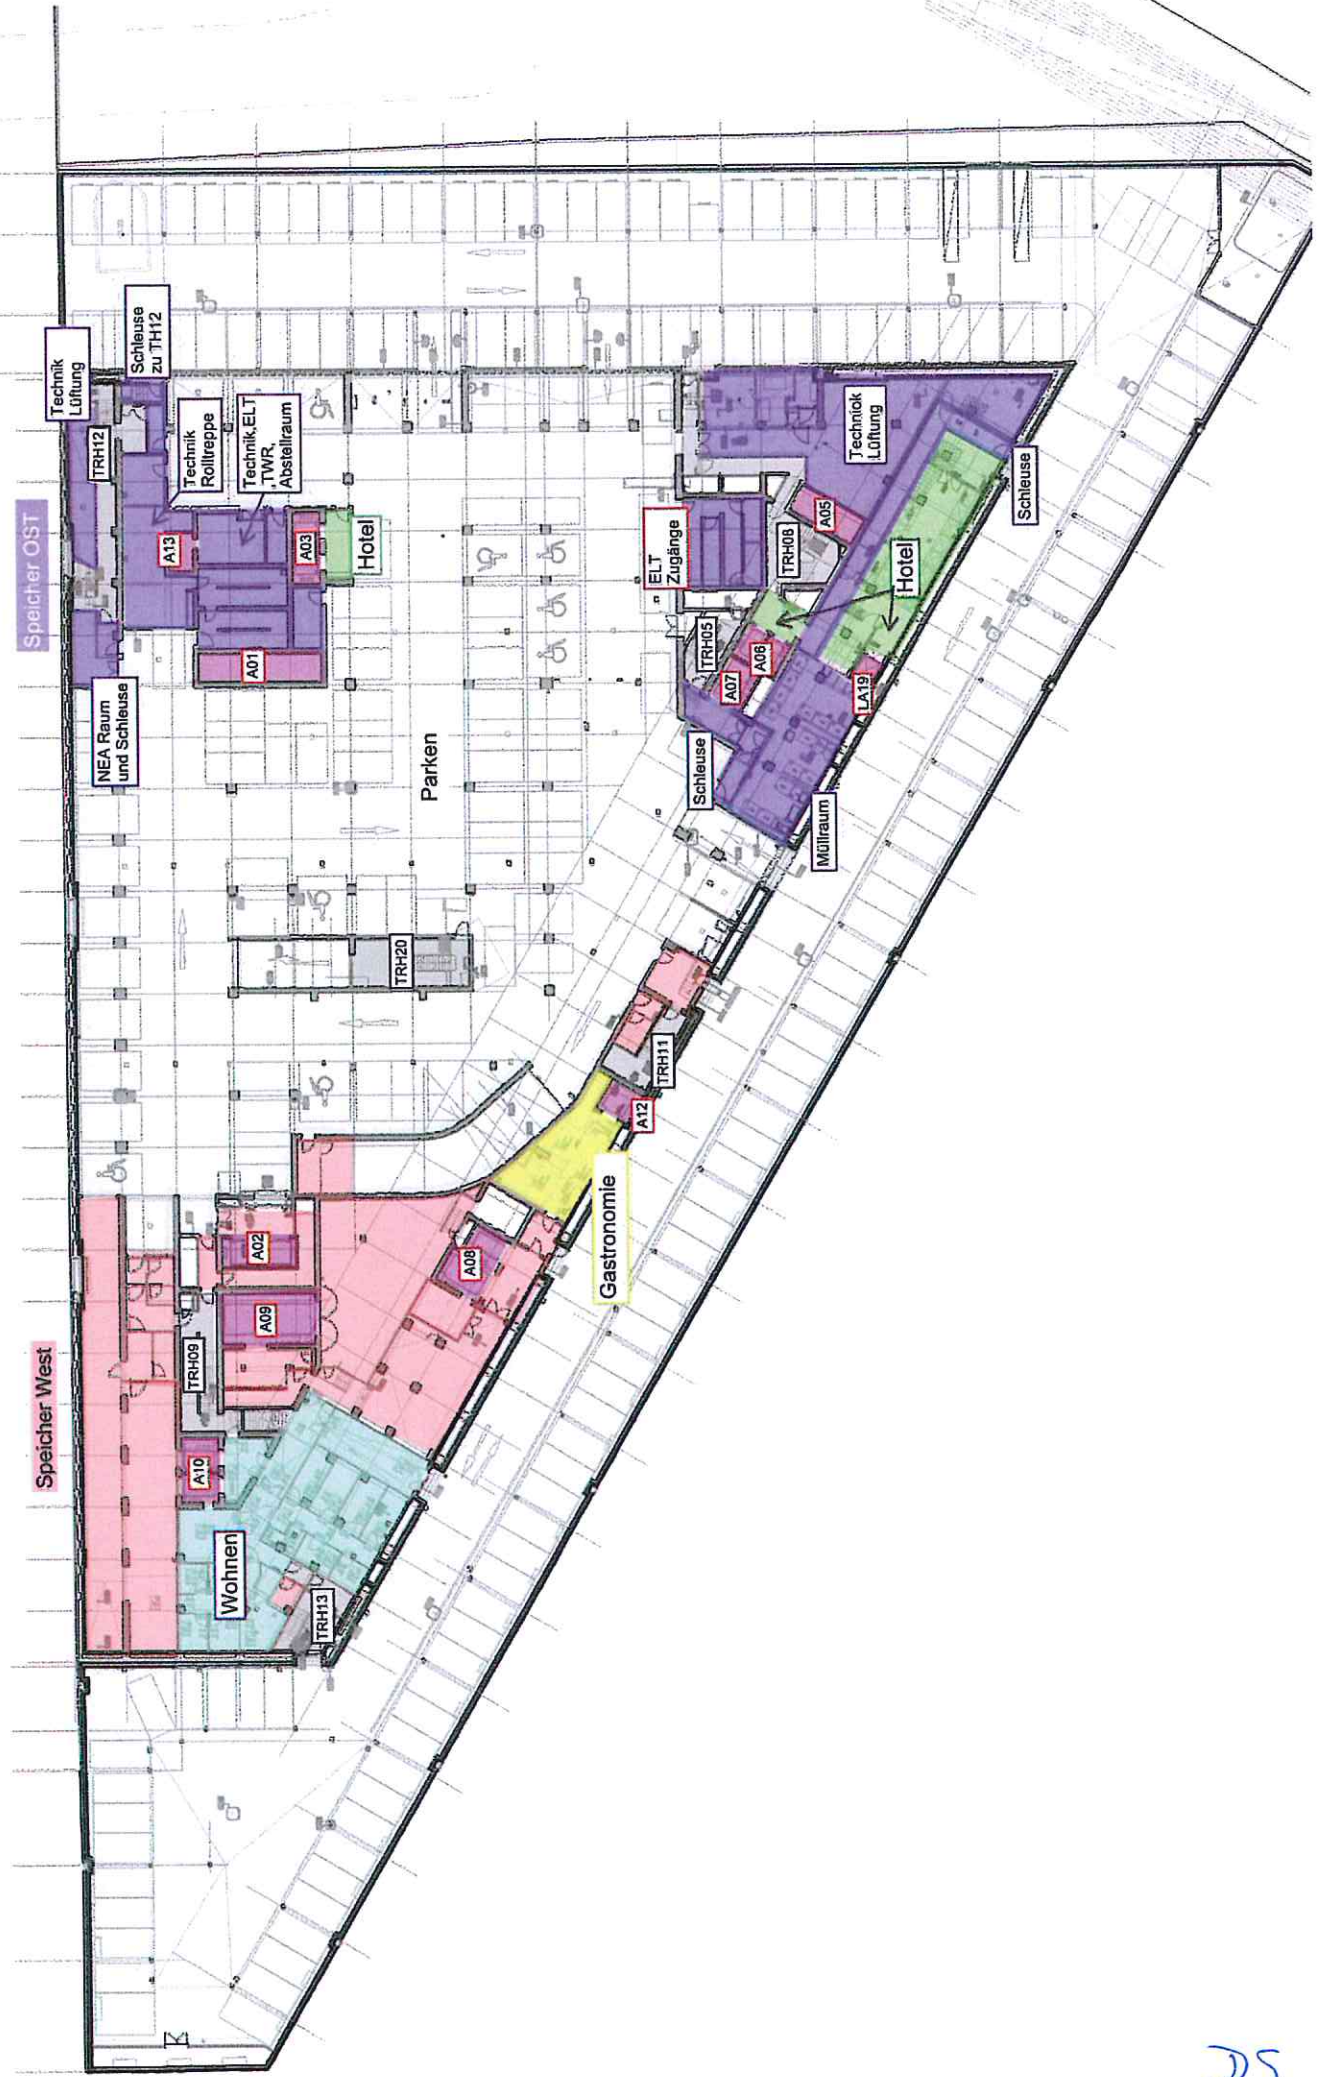 Speicher West
Speicher OST
Technik
Lüftung
Schleuse
zu TH12
TRH12
Technik
Rolltreppe
Technik,ELT
,TWR,
Abstellraum
A13
A03
Hotel
A01
NEA Raum
und Schleuse
Parken
TRH20
ELT
Zugänge
Techniok
Lüftung
A05
TRH08
Schleuse
Hotel
TRH05
A06
A07
LA19
Schleuse
Müllraum
TRH11
A12
Gastronomie
A02
A08
A09
TRH09
A10
Wohnen
TRH13